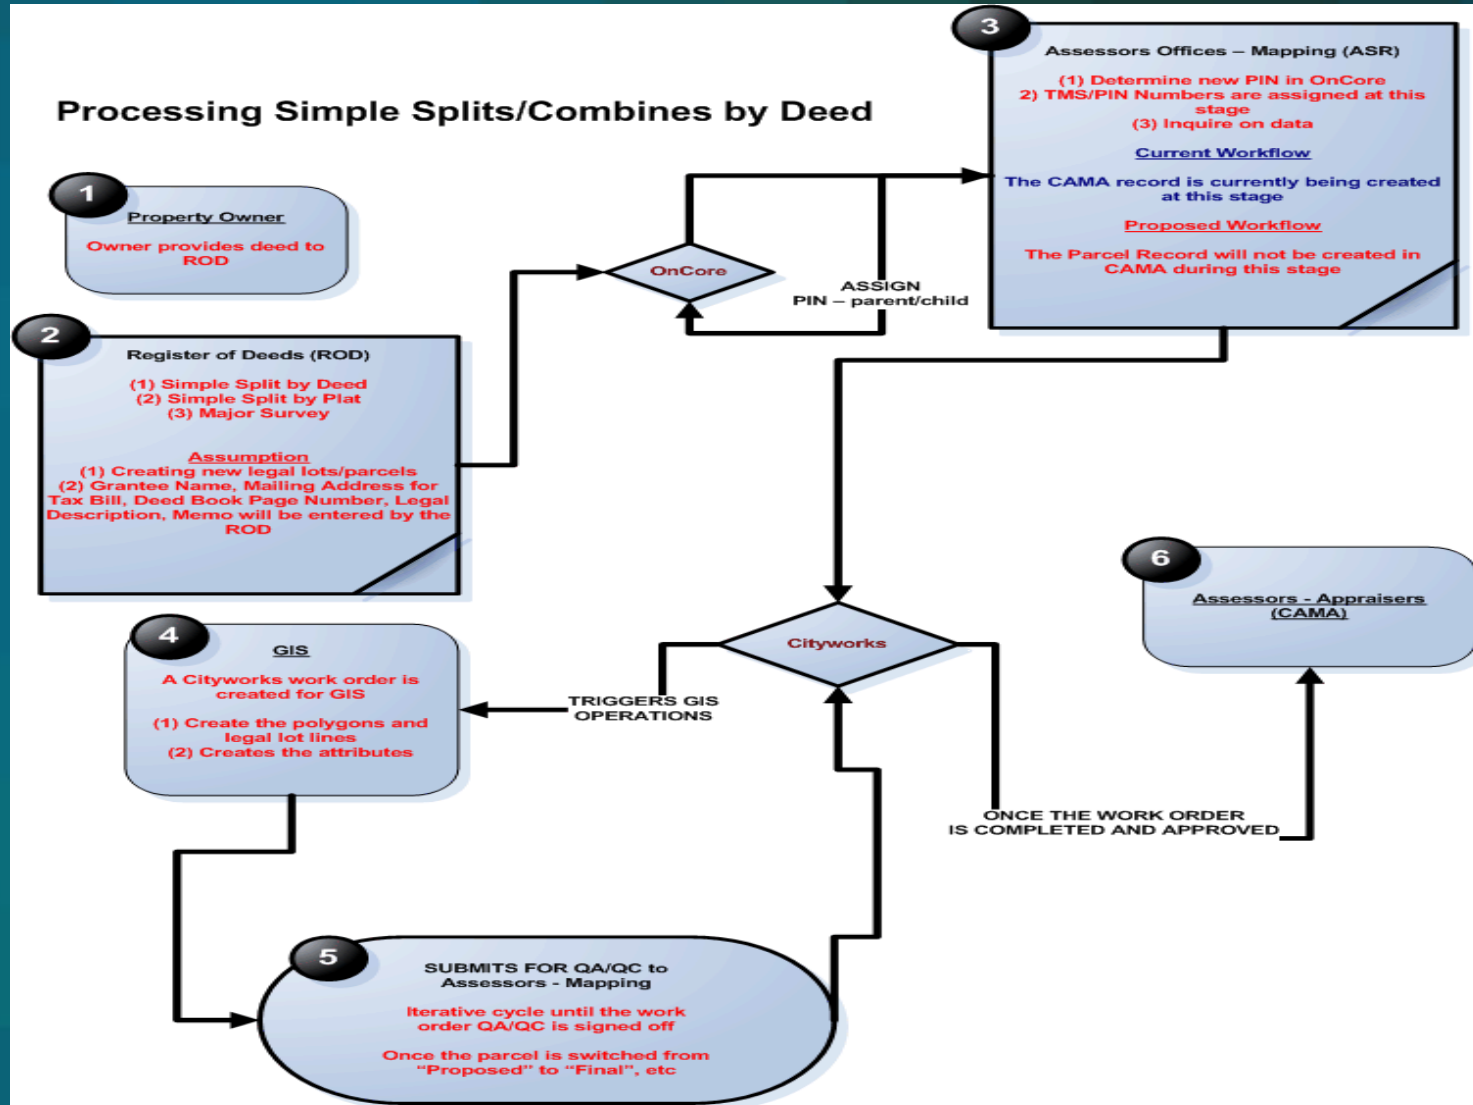 Processing Simple Splits/Combines by Deed
1
Property Owner
Owner provides deed to
ROD
2
Register of Deeds (ROD)
(1) Simple Split by Deed
(2) Simple Split by Plat
(3) Major Survey
Assumption
(1) Creating new legal lots/parcels
(2) Grantee Name, Mailing Address for
Tax Bill, Deed Book Page Number, Legal
Description, Memo will be entered by the
ROD
OnCore
ASSIGN
PIN – parent/child
3
Assessors Offices – Mapping (ASR)
(1) Determine new PIN in OnCore
2) TMS/PIN Numbers are assigned at this
stage
(3) Inquire on data
Current Workflow
The CAMA record is currently being created
at this stage
Proposed Workflow
The Parcel Record will not be created in
CAMA during this stage
Cityworks
TRIGGERS GIS
OPERATIONS
4
GIS
A Cityworks work order is
created for GIS
(1) Create the polygons and
legal lot lines
(2) Creates the attributes
5
SUBMITS FOR QA/QC to
Assessors - Mapping
Iterative cycle until the work
order QA/QC is signed off
Once the parcel is switched from
“Proposed” to “Final”, etc
ONCE THE WORK ORDER
IS COMPLETED AND APPROVED
6
Assessors - Appraisers
(CAMA)